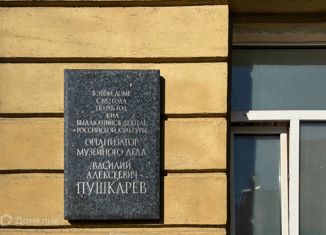 В ЭТОМ ДОМЕ
ЖИЛ
ВЫДАЮЩИЙСЯ ДЕЯТЕЛЬ
РОССИЙСКОЙ КУЛЬТУРЫ
ОРГАНИЗАТОР
МУЗЕЙНОГО ДЕЛА
ВАСИЛИЙ
АЛЕКСЕЕВИЧ
ПУШКАРЕВ
Домклик